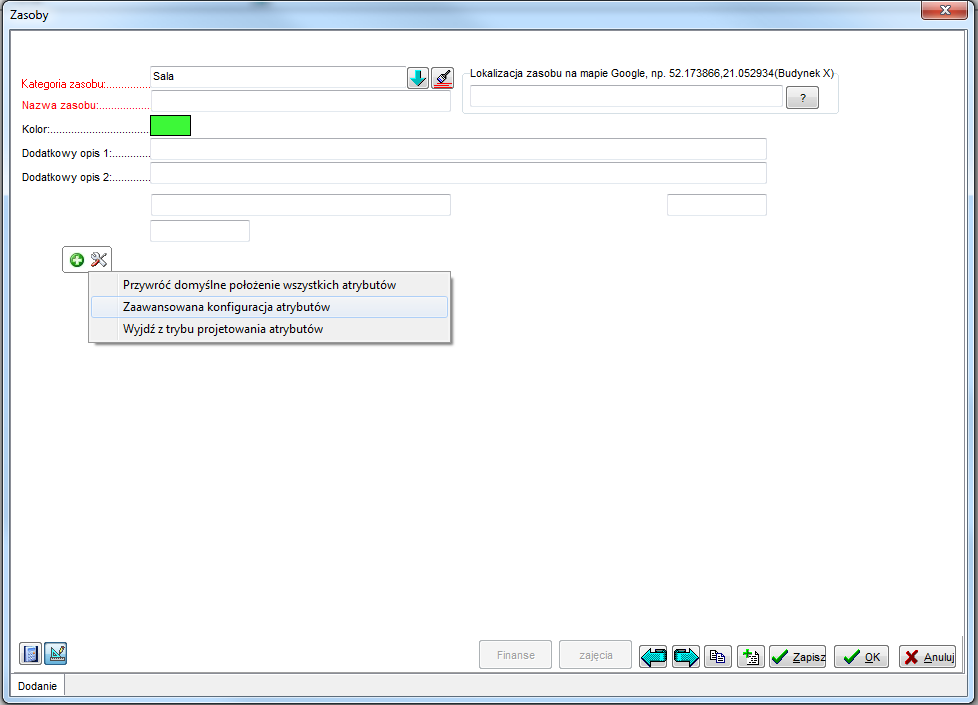 Zasoby
Kategoria zasobu:..............
Sala
Lokalizacja zasobu na mapie Google, np. 52.173866,21.052934(Budynek X)
Nazwa zasobu:..................
?
Kolor:.................................
Dodatkowy opis 1:.............
Dodatkowy opis 2:.............
Przywróć domyślne położenie wszystkich atrybutów
Zaawansowana konfiguracja atrybutów
Wyjdź z trybu projetowania atrybutów
Finanse
zajęcia
Zapisz
OK
Anuluj
Dodanie